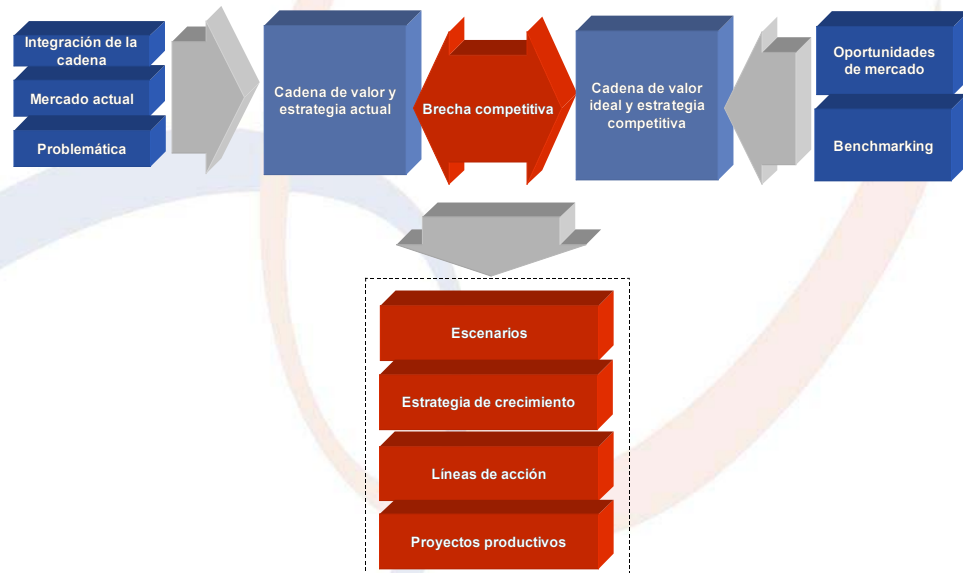 Integración de la
cadena
Mercado actual
Problemática
Cadena de valor y
estrategia actual
Brecha competitiva
Cadena de valor
ideal y estrategia
competitiva
Oportunidades
de mercado
Benchmarking
Escenarios
Estrategia de crecimiento
Líneas de acción
Proyectos productivos